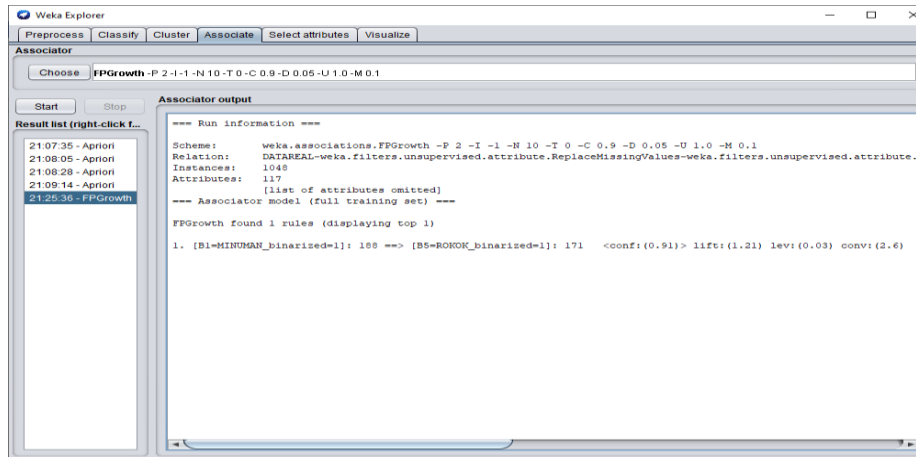 Weka Explorer
Preprocess Classify Cluster Associate Select attributes Visualize
Associator
Choose FPGrowth -P 2 -I -1 -N 10 -T 0 -C 0.9 -D 0.05 -U 1.0 -M 0.1
Start Stop
Result list (right-click f...
21:07:35 - Apriori
21:08:05 - Apriori
21:08:28 - Apriori
21:09:14 - Apriori
21:25:36 - FPGrowth
Associator output
=== Run information ===
Scheme: weka.associations.FPGrowth -P 2 -I -1 -N 10 -T 0 -C 0.9 -D 0.05 -U 1.0 -M 0.1
Relation: DATAREAL-weka.filters.unsupervised.attribute.ReplaceMissingValues-weka.filters.unsupervised.attribute.
Instances: 1048
Attributes: 117
[list of attributes omitted]
=== Associator model (full training set) ===
FPGrowth found 1 rules (displaying top 1)
1. [B1=MINUMAN_binarized=1]: 188 ==> [B5=ROKOK_binarized=1]: 171 <conf:(0.91)> lift:(1.21) lev:(0.03) conv:(2.6)